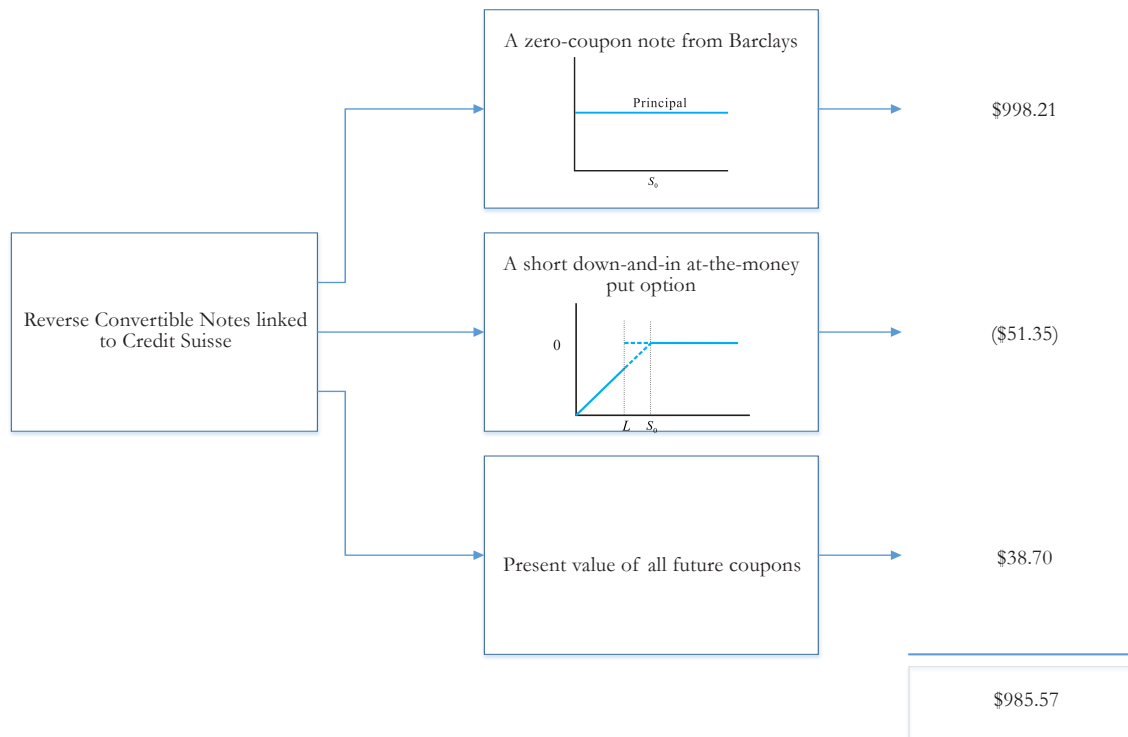 A zero-coupon note from Barclays
Principal
S₀
$998.21
Reverse Convertible Notes linked
to Credit Suisse
A short down-and-in at-the-money
put option
0
L S₀
($51.35)
Present value of all future coupons
$38.70
$985.57